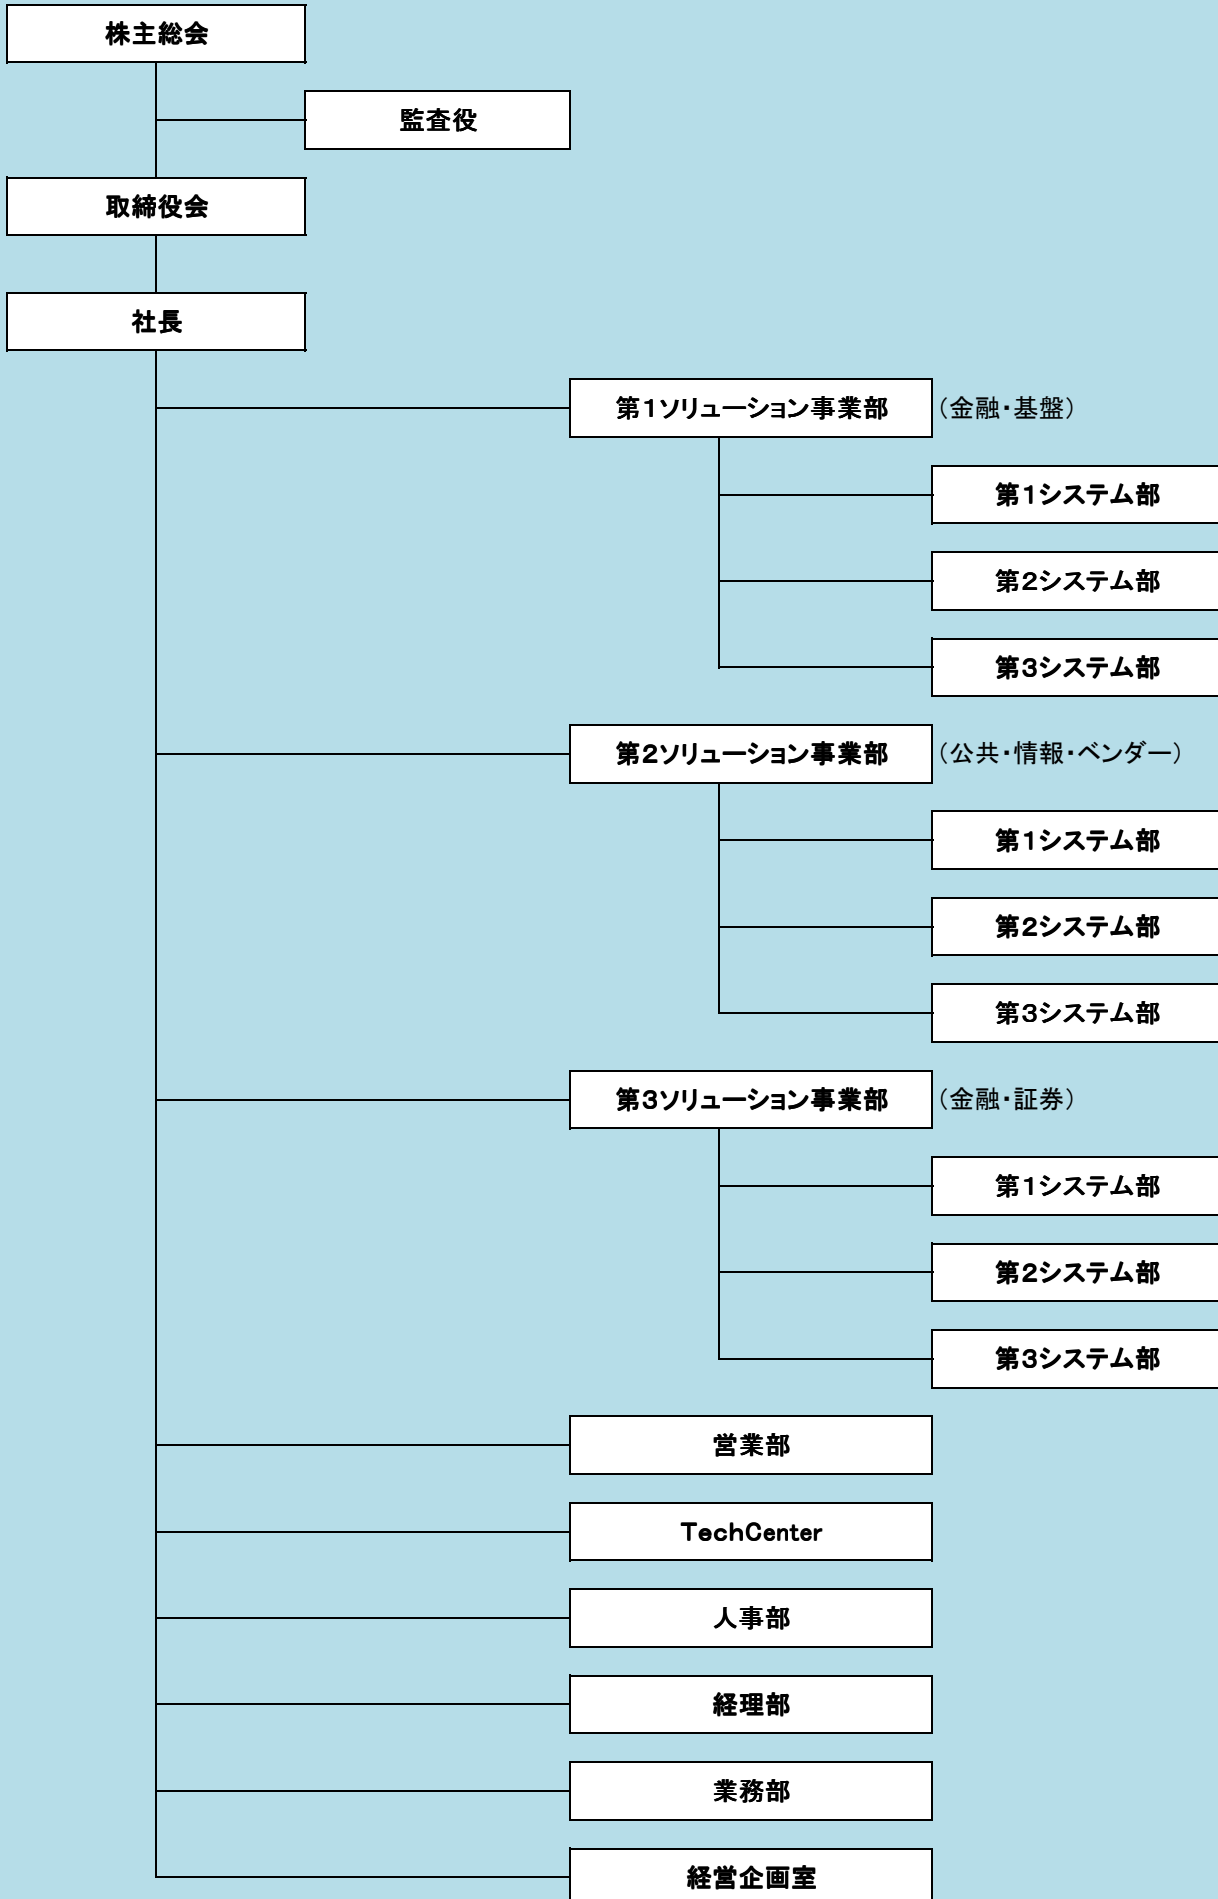 株主総会
監査役
取締役会
社長
第1ソリューション事業部 (金融・基盤)
第1システム部
第2システム部
第3システム部
第2ソリューション事業部 (公共・情報・ベンダー)
第1システム部
第2システム部
第3システム部
第3ソリューション事業部 (金融・証券)
第1システム部
第2システム部
第3システム部
営業部
TechCenter
人事部
経理部
業務部
経営企画室